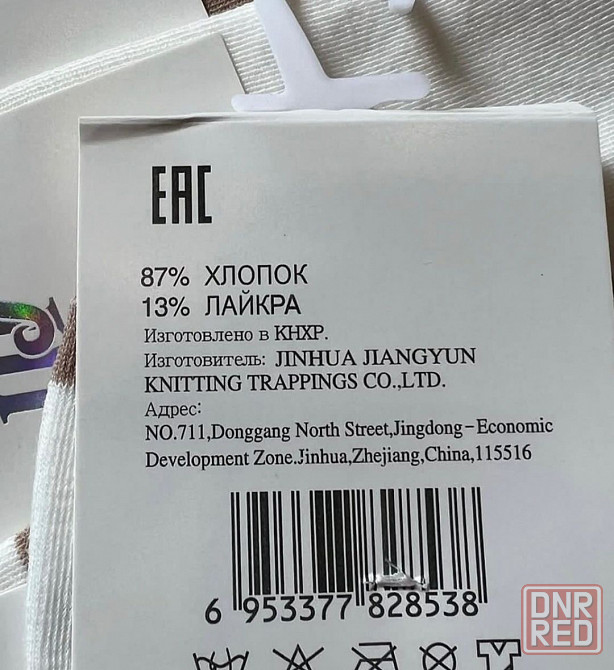 EAC
87% ХЛОПОК
13% ЛАЙКРА
Изготовлено в КНХР.
Изготовитель: JINHUA JIANGYUN
KNITTING TRAPPINGS CO.,LTD.
Адрес:
NO.711,Donggang North Street,Jingdong-Economic
Development Zone.Jinhua,Zhejiang,China,115516
6 953377 828538
DNR
RED